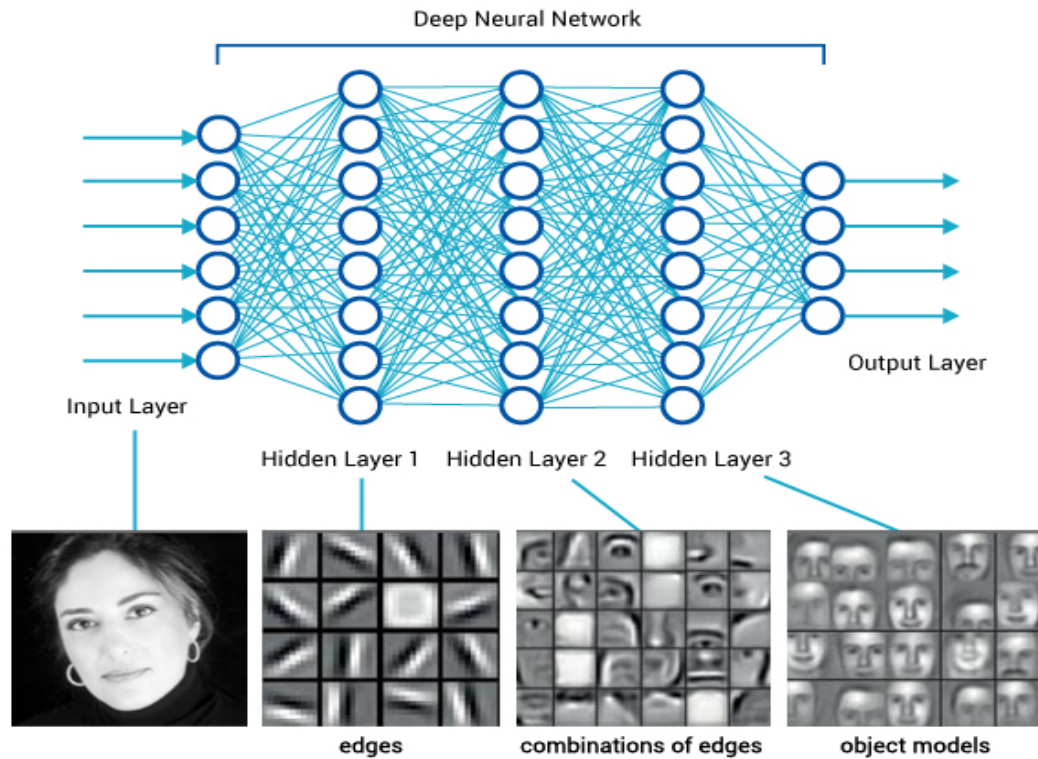 Deep Neural Network
Output Layer
Input Layer
Hidden Layer 1
Hidden Layer 2
Hidden Layer 3
edges
combinations of edges
object models